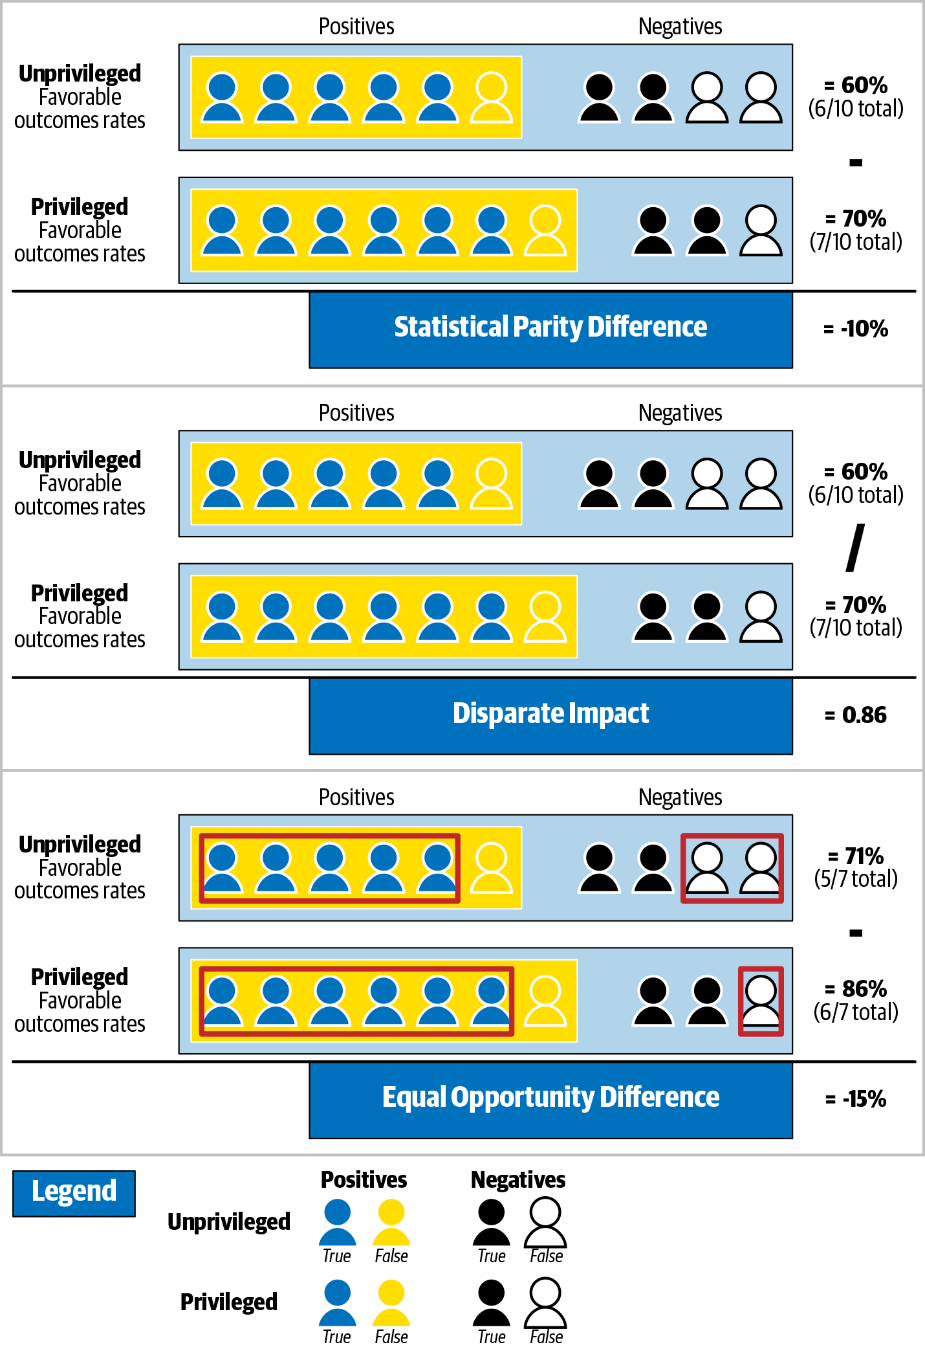 Positives Negatives
Unprivileged
Favorable
outcomes rates
= 60%
(6/10 total)
-
Privileged
Favorable
outcomes rates
= 70%
(7/10 total)
Statistical Parity Difference
= -10%
Positives Negatives
Unprivileged
Favorable
outcomes rates
= 60%
(6/10 total)
/
Privileged
Favorable
outcomes rates
= 70%
(7/10 total)
Disparate Impact
= 0.86
Positives Negatives
Unprivileged
Favorable
outcomes rates
= 71%
(5/7 total)
-
Privileged
Favorable
outcomes rates
= 86%
(6/7 total)
Equal Opportunity Difference
= -15%
Legend
Positives Negatives
Unprivileged
True False True False
Privileged
True False True False